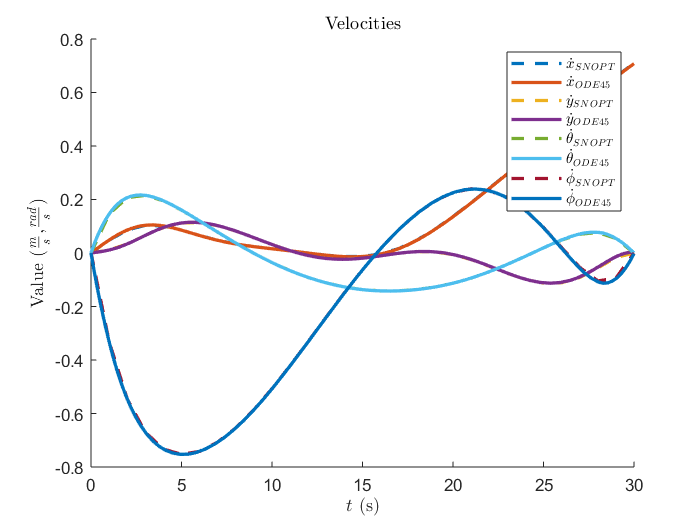 Velocities
0.8
0.6
0.4
0.2
0
-0.2
-0.4
-0.6
-0.8
Value (m/s, rad/s)
ẋ_SNOPT
ẋ_ODE45
ẏ_SNOPT
ẏ_ODE45
θ̇_SNOPT
θ̇_ODE45
ϕ̇_SNOPT
ϕ̇_ODE45
0 5 10 15 20 25 30
t (s)